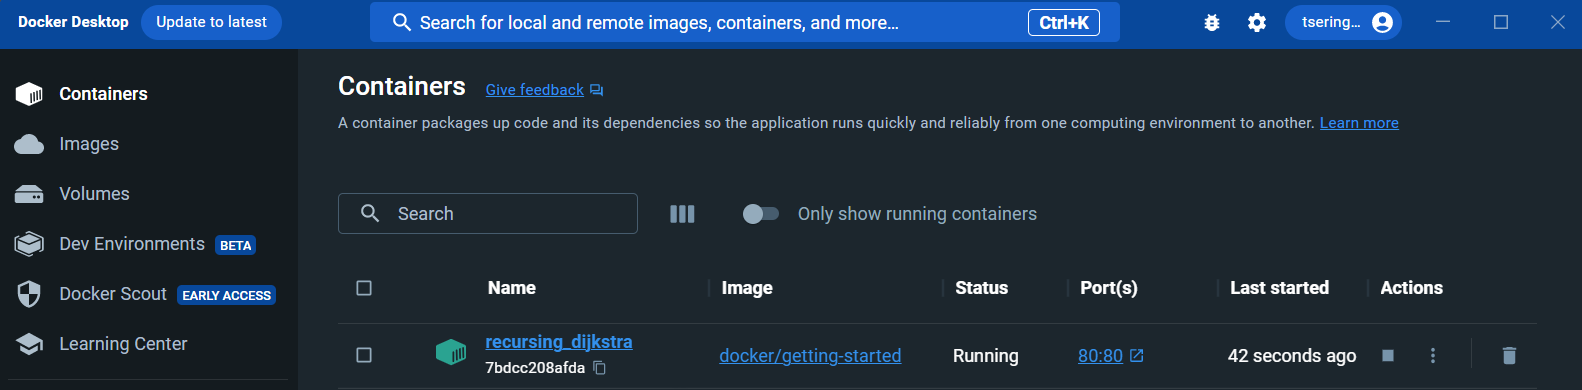 Docker Desktop Update to latest Search for local and remote images, containers, and more... Ctrl+K tsering...
Containers
Images
Volumes
Dev Environments BETA
Docker Scout EARLY ACCESS
Learning Center
Containers Give feedback
A container packages up code and its dependencies so the application runs quickly and reliably from one computing environment to another. Learn more
Search Only show running containers
Name Image Status Port(s) Last started Actions
recursing_dijkstra docker/getting-started Running 80:80 42 seconds ago
7bdcc208afda